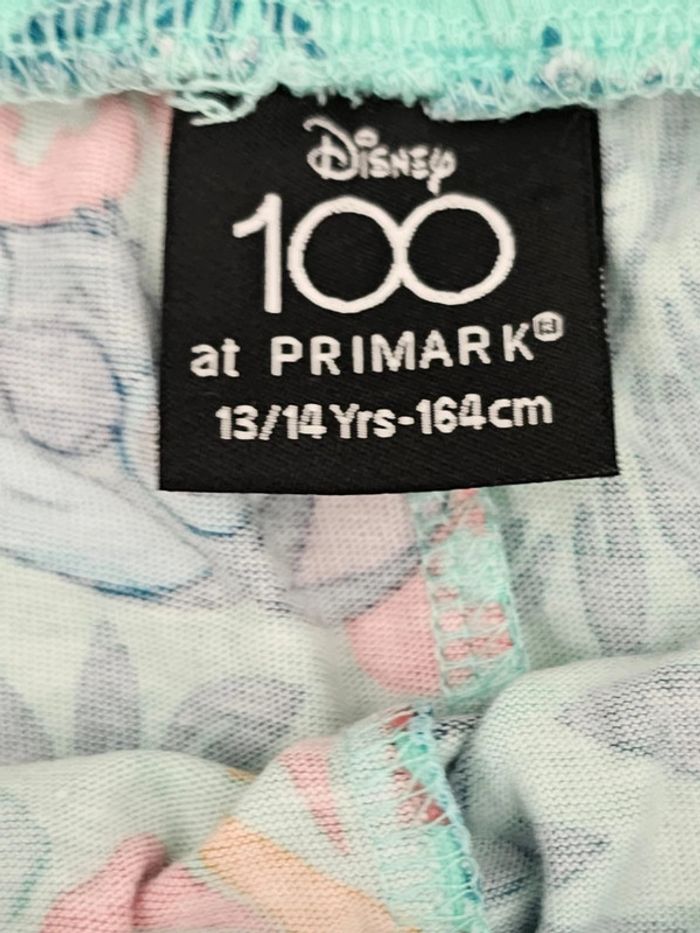 Disney
100
at PRIMARK®
13/14 Yrs-164cm